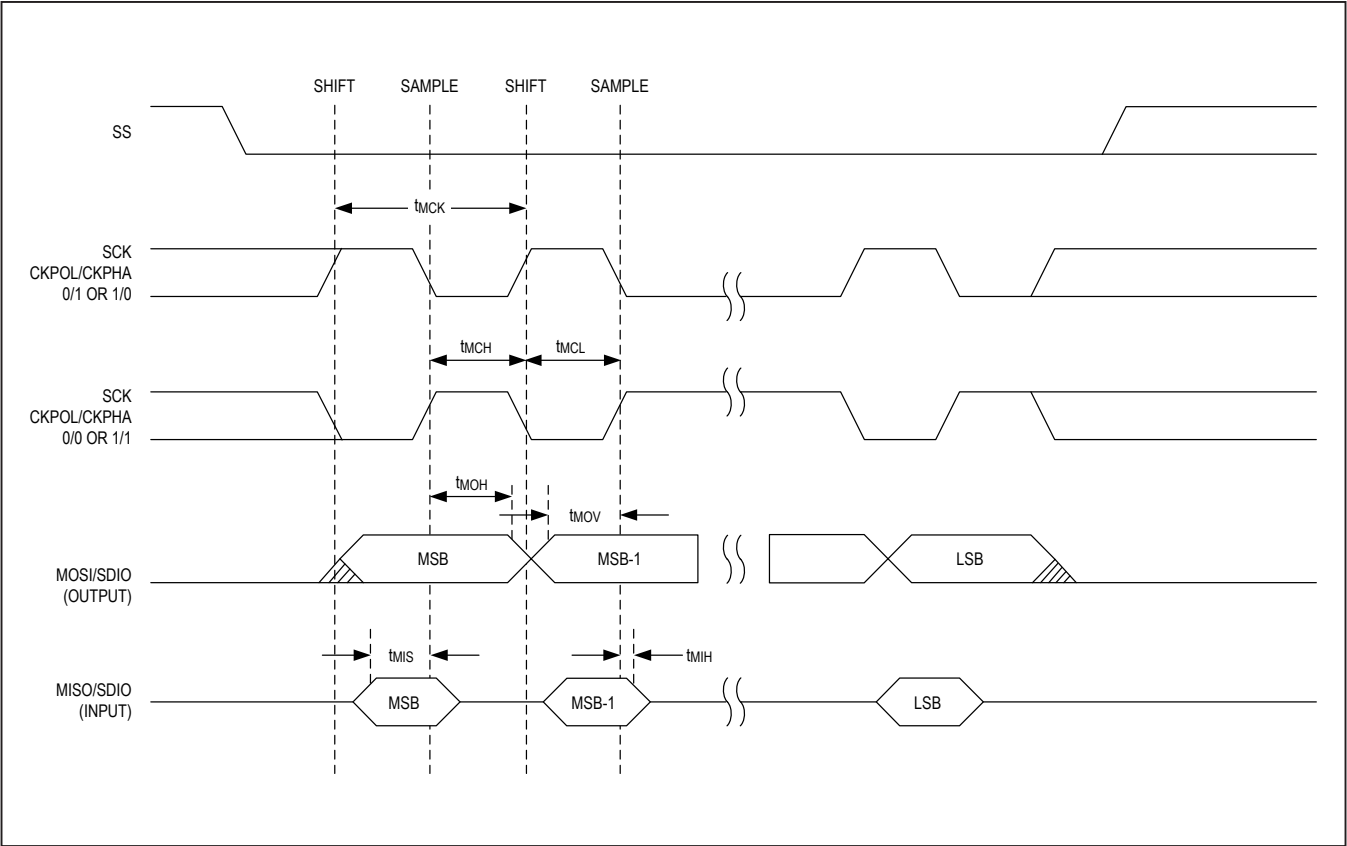 SHIFT SAMPLE SHIFT SAMPLE
SS
tMCK
SCK
CKPOL/CKPHA
0/1 OR 1/0
tMCH tMCL
SCK
CKPOL/CKPHA
0/0 OR 1/1
tMOH
tMOV
MSB MSB-1 LSB
MOSI/SDIO
(OUTPUT)
tMIS tMIH
MISO/SDIO
(INPUT)
MSB MSB-1 LSB